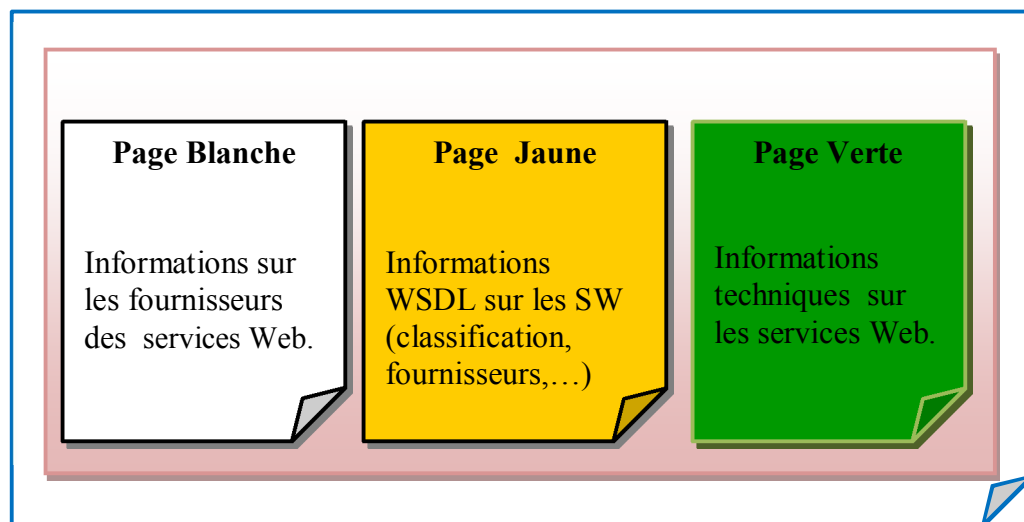 Page Blanche
Informations sur
les fournisseurs
des services Web.
Page Jaune
Informations
WSDL sur les SW
(classification,
fournisseurs,…)
Page Verte
Informations
techniques sur
les services Web.